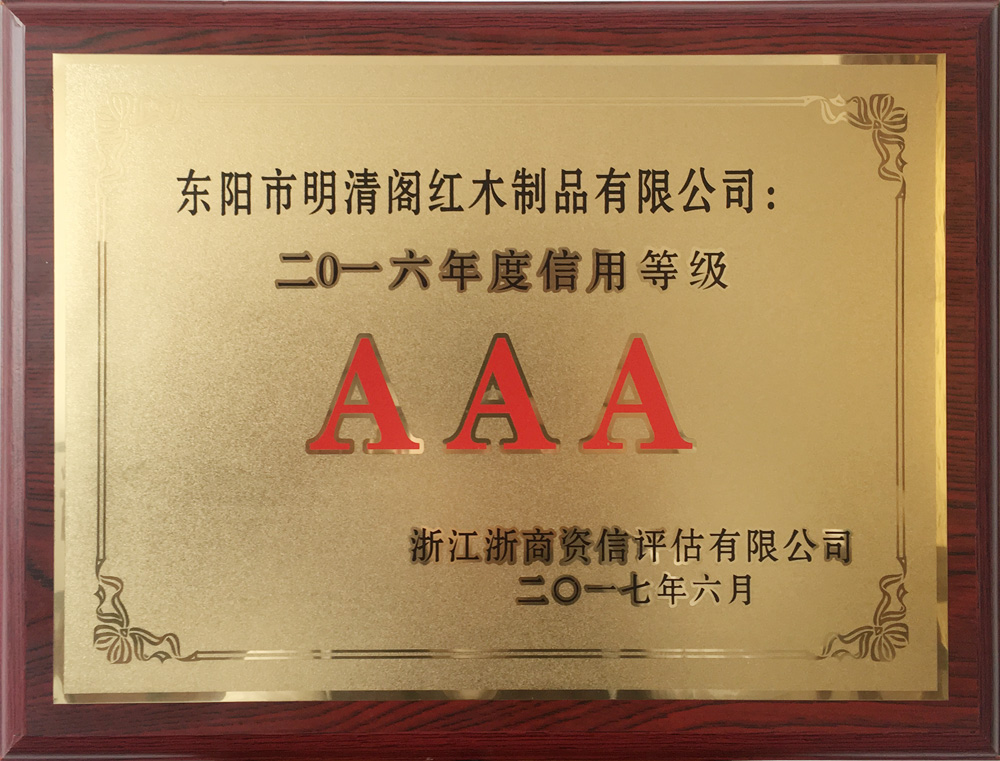 东阳市明清阁红木制品有限公司：
二0一六年度信用等级
AAA
浙江浙商资信评估有限公司
二〇一七年六月